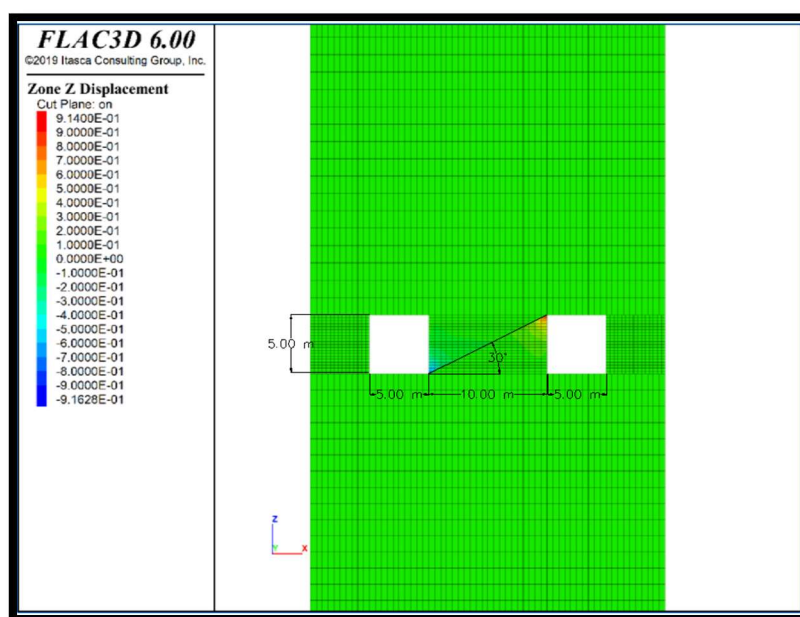 FLAC3D 6.00
©2019 Itasca Consulting Group, Inc.
Zone Z Displacement
Cut Plane: on
9.1400E-01
9.0000E-01
8.0000E-01
7.0000E-01
6.0000E-01
5.0000E-01
4.0000E-01
3.0000E-01
2.0000E-01
1.0000E-01
0.0000E+00
-1.0000E-01
-2.0000E-01
-3.0000E-01
-4.0000E-01
-5.0000E-01
-6.0000E-01
-7.0000E-01
-8.0000E-01
-9.0000E-01
-9.1628E-01
5.00 m
30°
5.00 m
10.00 m
5.00 m
Z
Y
X